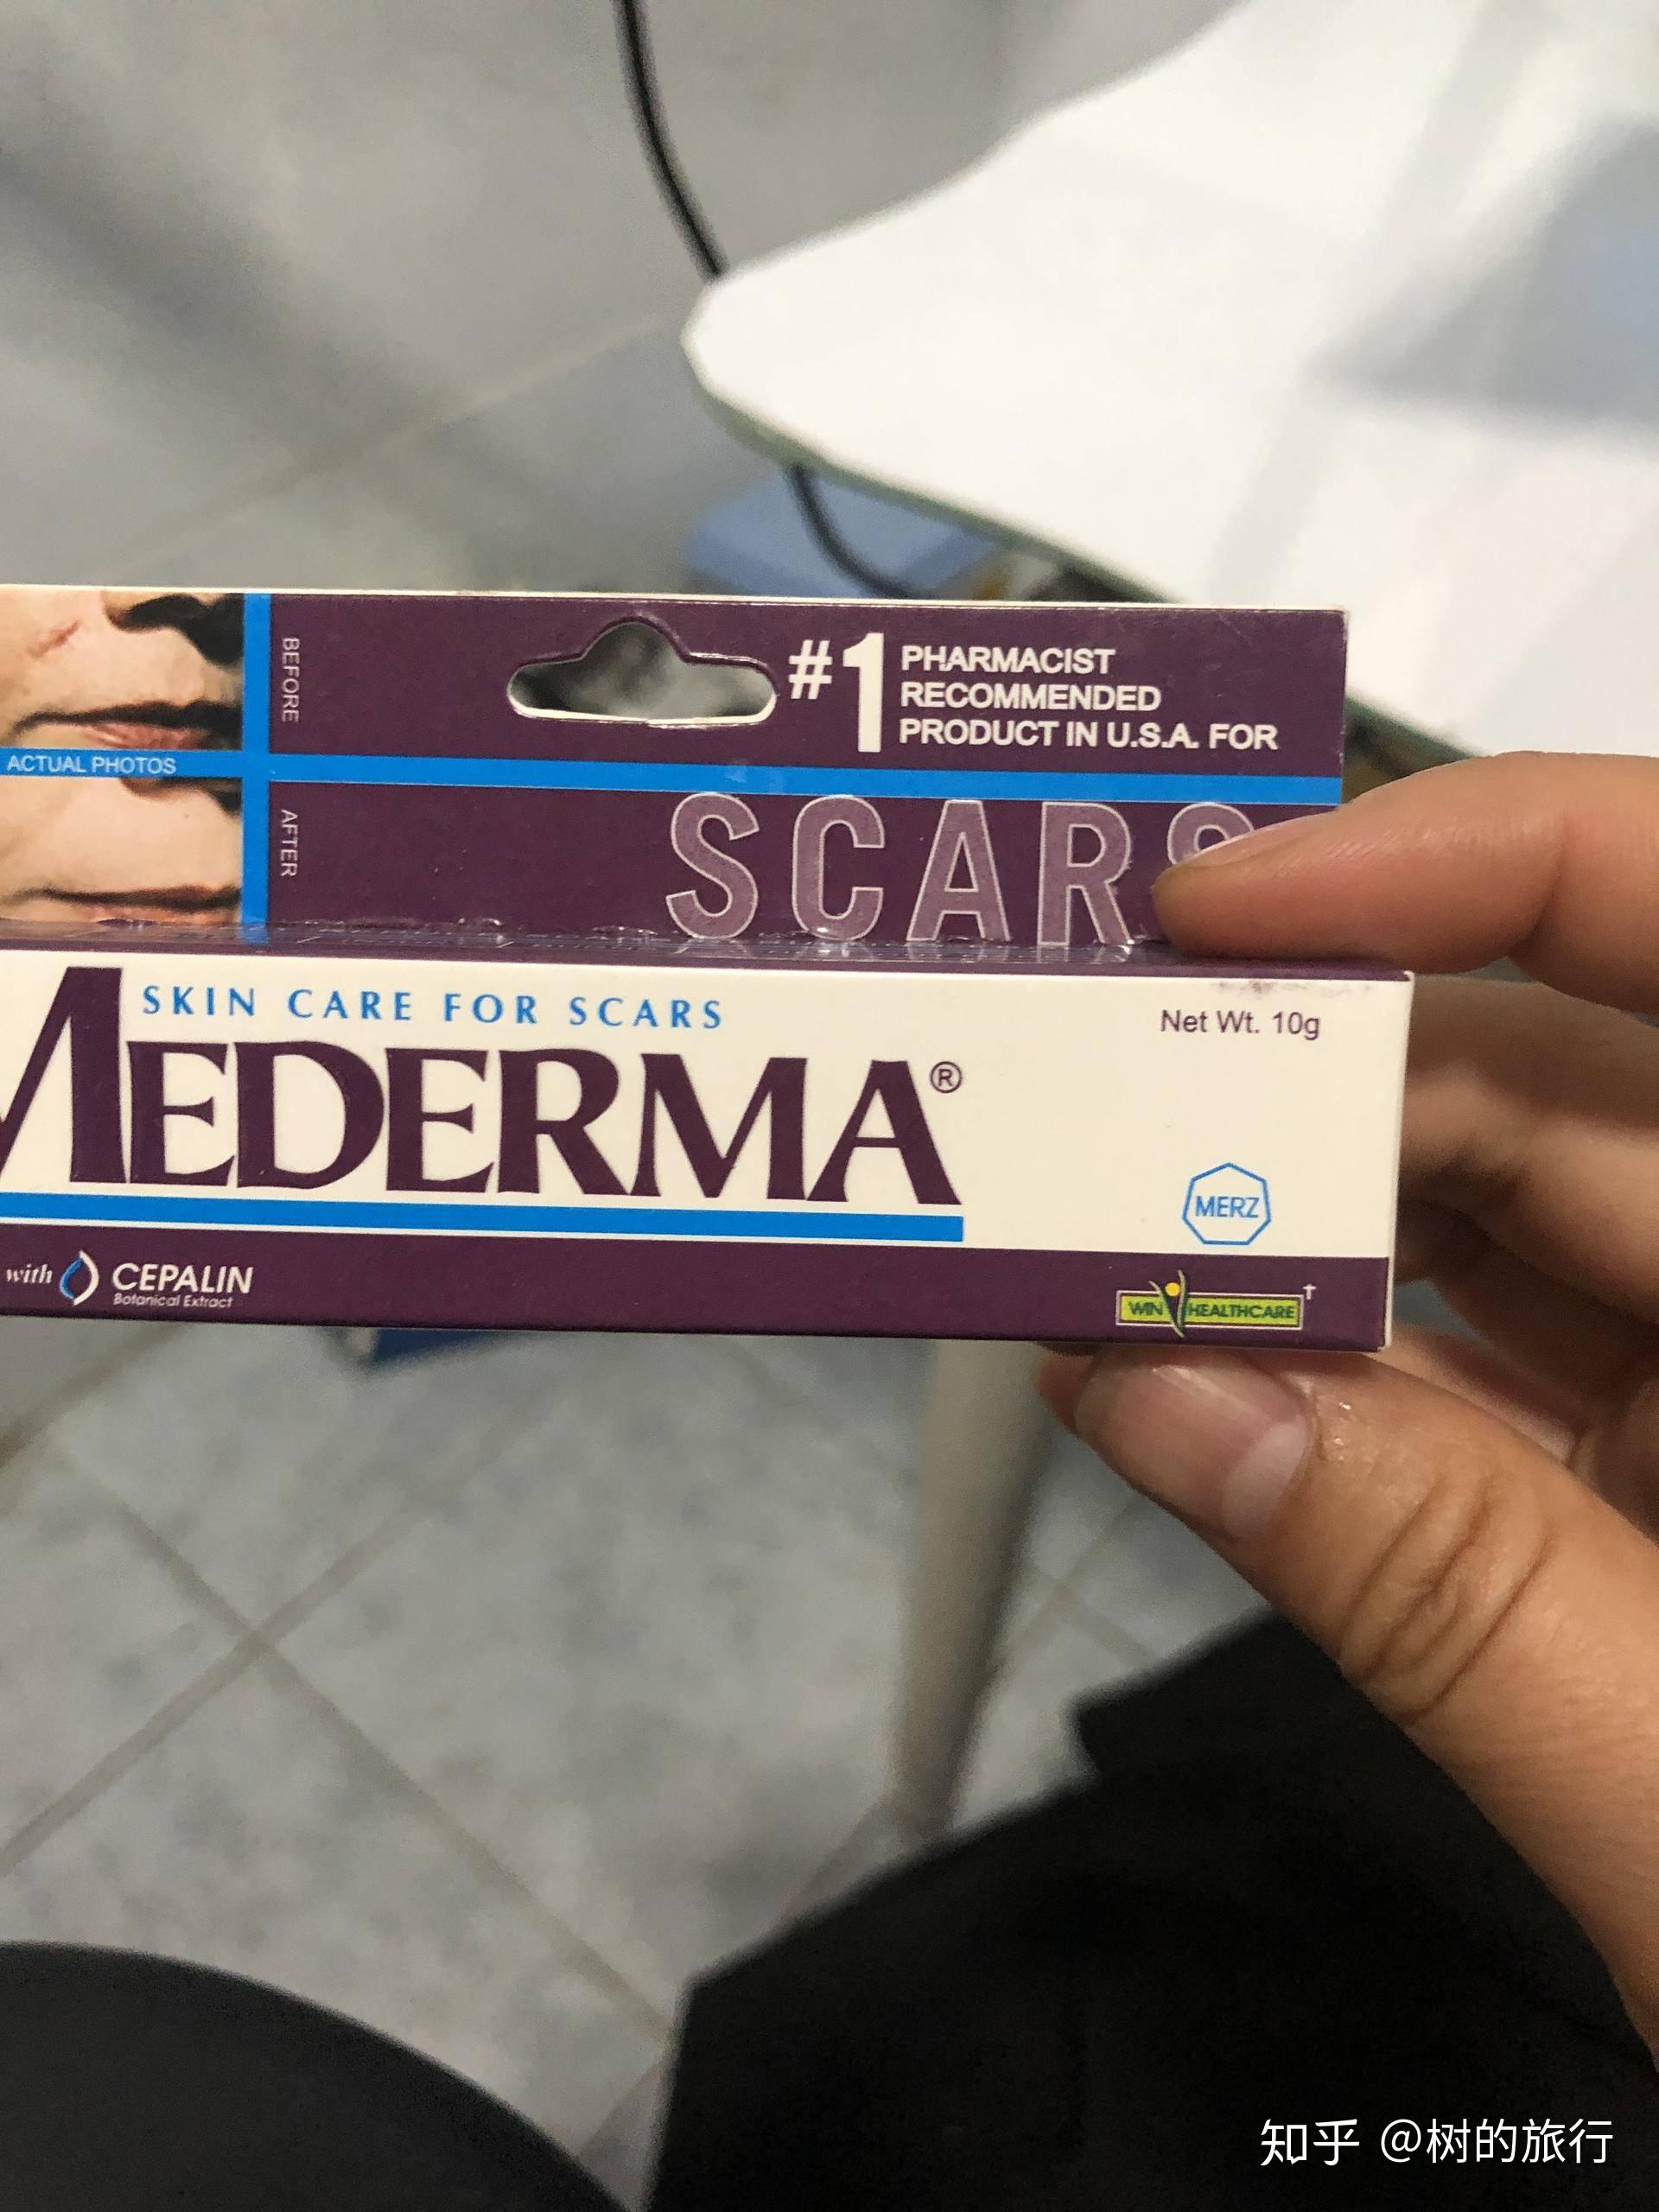 BEFORE
#1 PHARMACIST
RECOMMENDED
PRODUCT IN U.S.A. FOR
ACTUAL PHOTOS
AFTER
SCARS
SKIN CARE FOR SCARS
Net Wt. 10g
MEDERMA®
MERZ
with CEPALIN
Botanical Extract
WIN HEALTHCARE†
知乎 @树的旅行